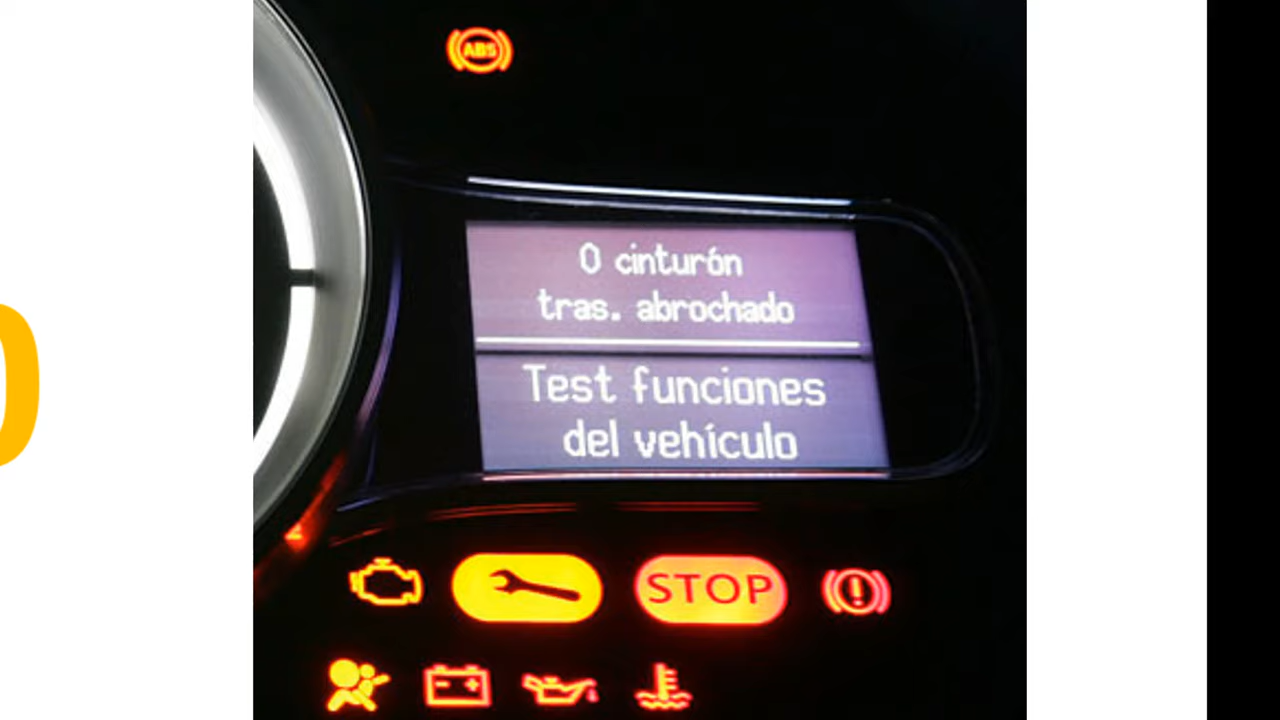 ABS
0 cinturón
tras. abrochado
Test funciones
del vehículo
STOP